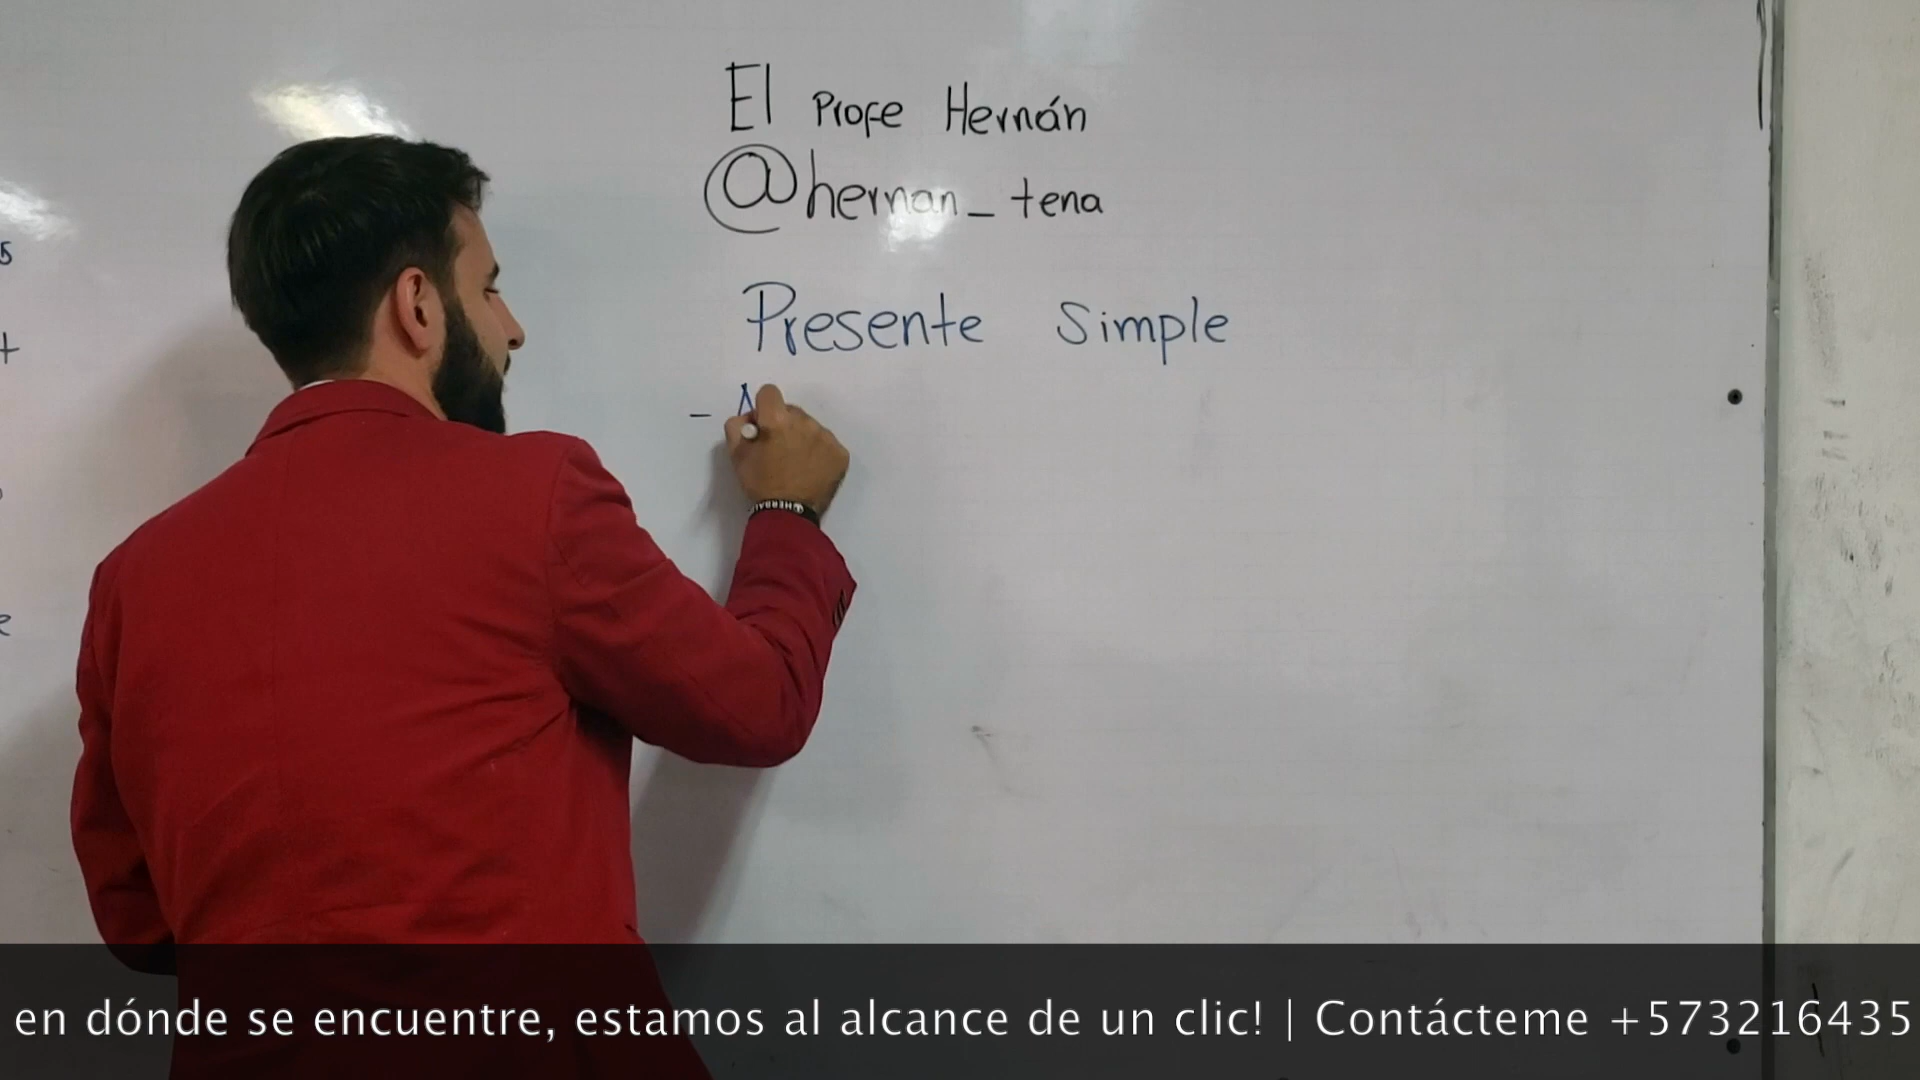 El Profe Hernán
@hernan_tena
Presente Simple
-
en dónde se encuentre, estamos al alcance de un clic! | Contácteme +573216435